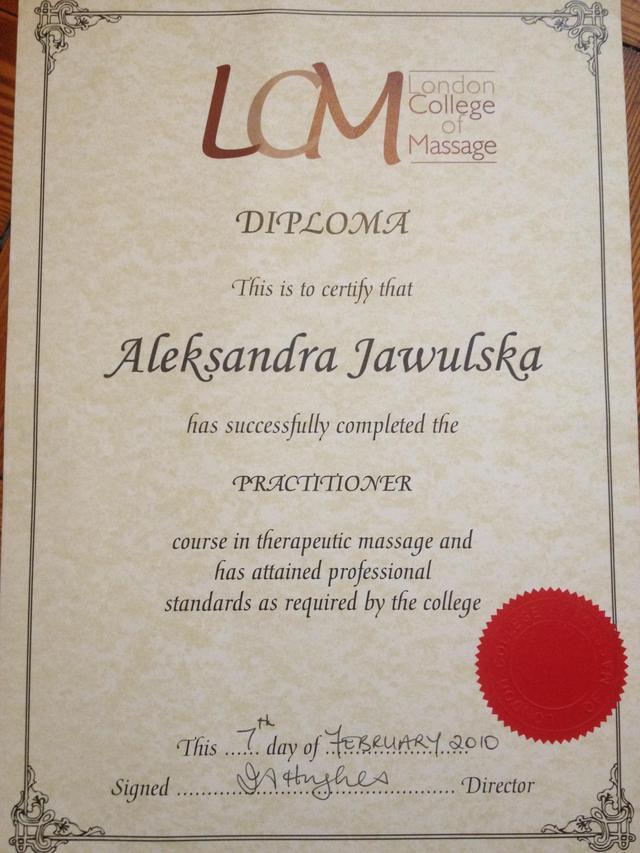 LCM
London
College
of
Massage
DIPLOMA
This is to certify that
Aleksandra Jawulska
has successfully completed the
PRACTITIONER
course in therapeutic massage and
has attained professional
standards as required by the college
This ...7th... day of ...FEBRUARY 2010
Signed ...JA Hughes... Director